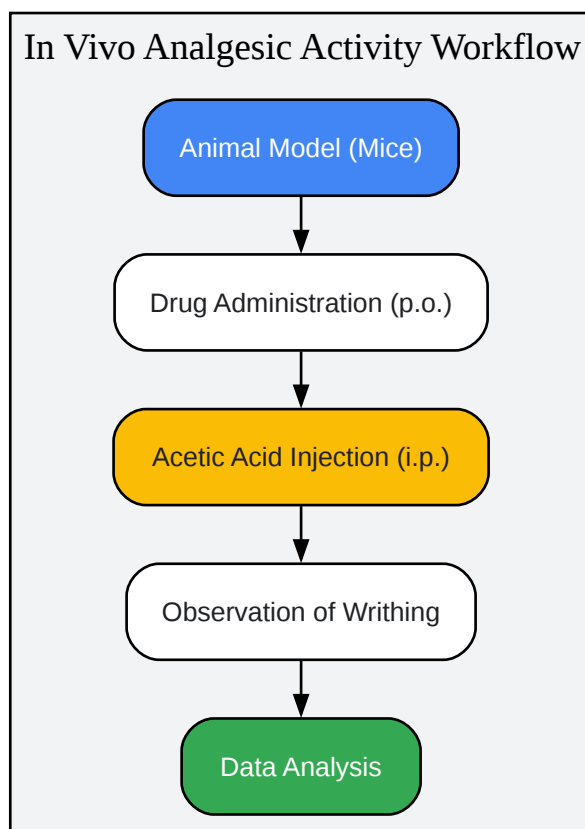 In Vivo Analgesic Activity Workflow
Animal Model (Mice)
Drug Administration (p.o.)
Acetic Acid Injection (i.p.)
Observation of Writhing
Data Analysis